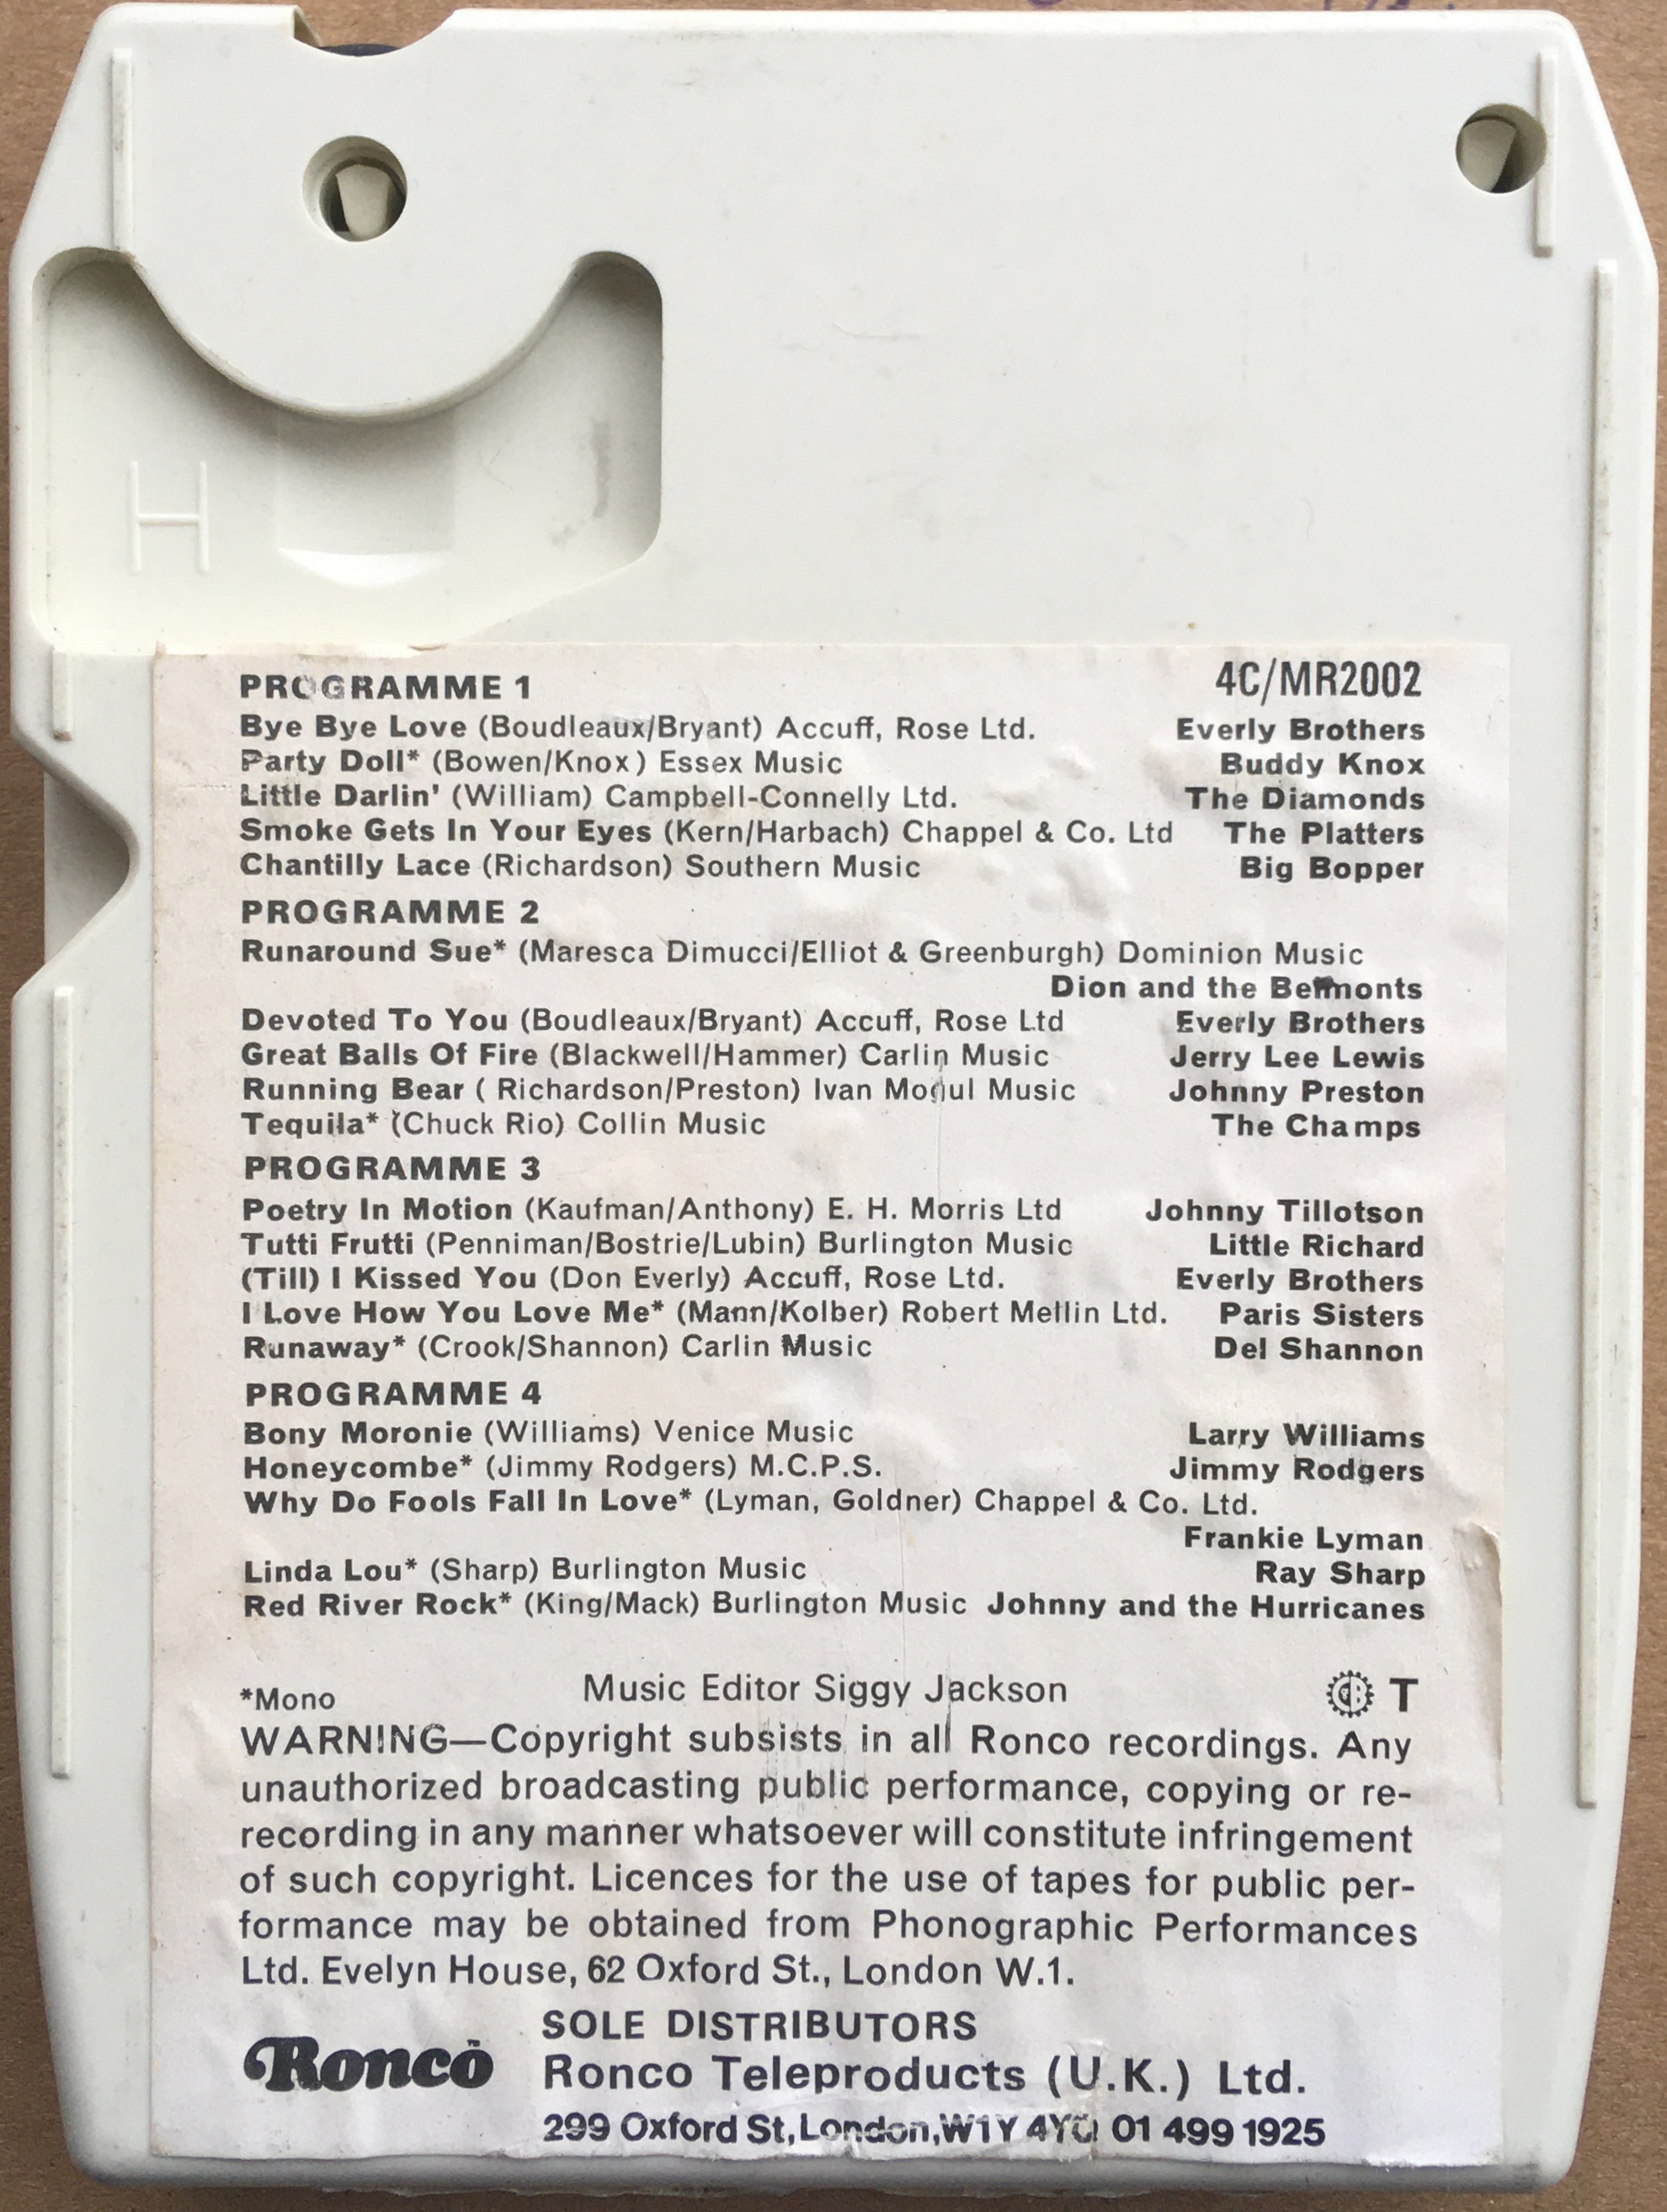 H
PROGRAMME 1 4C/MR2002
Bye Bye Love (Boudleaux/Bryant) Accuff, Rose Ltd. Everly Brothers
Party Doll* (Bowen/Knox) Essex Music Buddy Knox
Little Darlin' (William) Campbell-Connelly Ltd. The Diamonds
Smoke Gets In Your Eyes (Kern/Harbach) Chappel & Co. Ltd The Platters
Chantilly Lace (Richardson) Southern Music Big Bopper
PROGRAMME 2
Runaround Sue* (Maresca Dimucci/Elliot & Greenburgh) Dominion Music
Dion and the Belmonts
Devoted To You (Boudleaux/Bryant) Accuff, Rose Ltd Everly Brothers
Great Balls Of Fire (Blackwell/Hammer) Carlin Music Jerry Lee Lewis
Running Bear ( Richardson/Preston) Ivan Mogul Music Johnny Preston
Tequila* (Chuck Rio) Collin Music The Champs
PROGRAMME 3
Poetry In Motion (Kaufman/Anthony) E. H. Morris Ltd Johnny Tillotson
Tutti Frutti (Penniman/Bostrie/Lubin) Burlington Music Little Richard
(Till) I Kissed You (Don Everly) Accuff, Rose Ltd. Everly Brothers
I Love How You Love Me* (Mann/Kolber) Robert Mellin Ltd. Paris Sisters
Runaway* (Crook/Shannon) Carlin Music Del Shannon
PROGRAMME 4
Bony Moronie (Williams) Venice Music Larry Williams
Honeycombe* (Jimmy Rodgers) M.C.P.S. Jimmy Rodgers
Why Do Fools Fall In Love* (Lyman, Goldner) Chappel & Co. Ltd.
Frankie Lyman
Linda Lou* (Sharp) Burlington Music Ray Sharp
Red River Rock* (King/Mack) Burlington Music Johnny and the Hurricanes
*Mono Music Editor Siggy Jackson T
WARNING—Copyright subsists in all Ronco recordings. Any
unauthorized broadcasting public performance, copying or re-
recording in any manner whatsoever will constitute infringement
of such copyright. Licences for the use of tapes for public per-
formance may be obtained from Phonographic Performances
Ltd. Evelyn House, 62 Oxford St., London W.1.
SOLE DISTRIBUTORS
Ronco Ronco Teleproducts (U.K.) Ltd.
299 Oxford St, London, W1Y 01 499 1925